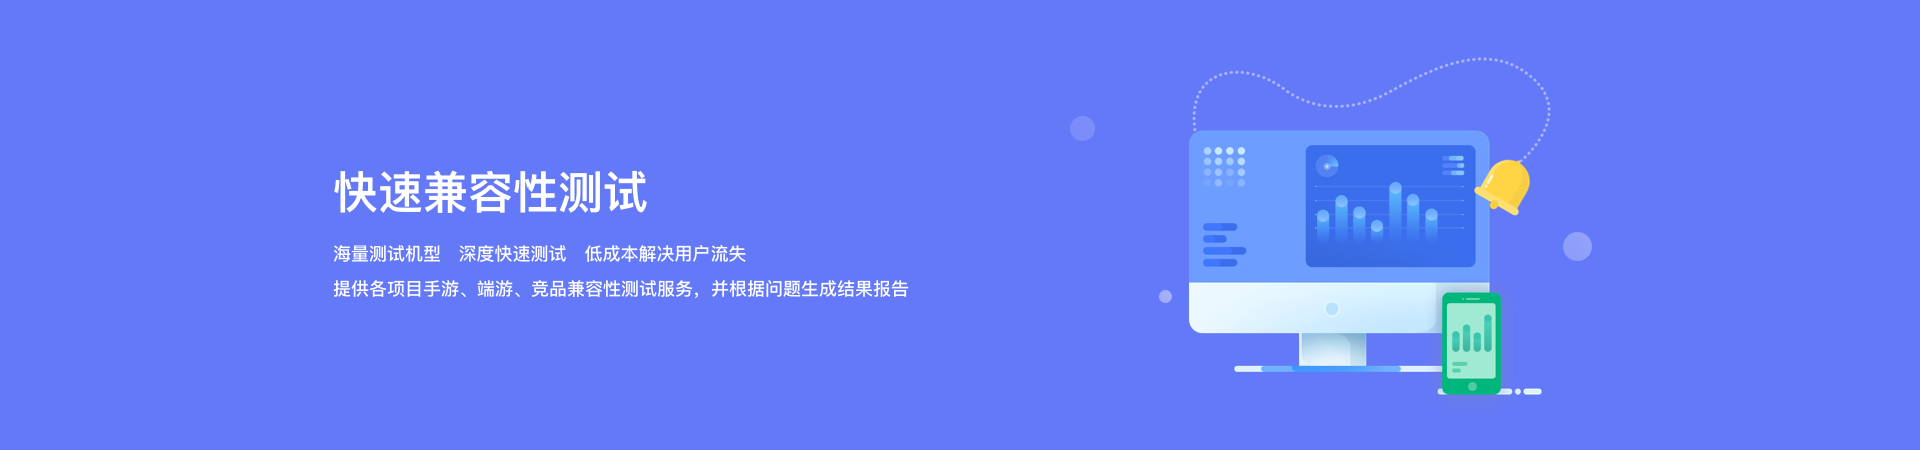 快速兼容性测试
海量测试机型 深度快速测试 低成本解决用户流失
提供各项目手游、端游、竞品兼容性测试服务，并根据问题生成结果报告